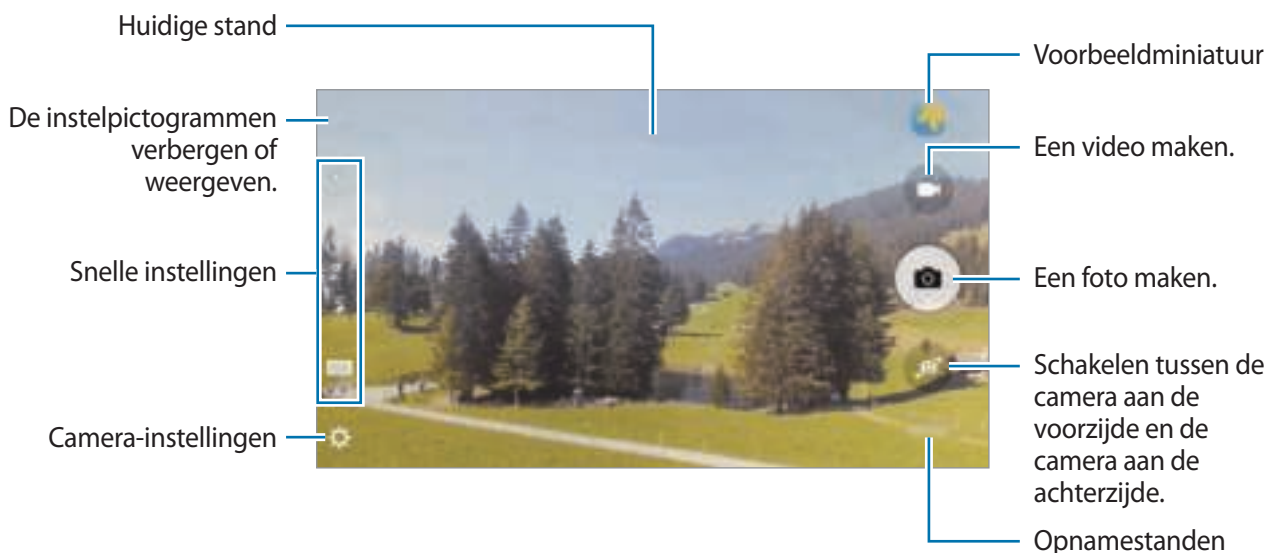 Huidige stand
De instelpictogrammen
verbergen of
weergeven.
Snelle instellingen
Camera-instellingen
Voorbeeldminiatuur
Een video maken.
Een foto maken.
Schakelen tussen de
camera aan de
voorzijde en de
camera aan de
achterzijde.
Opnamestanden